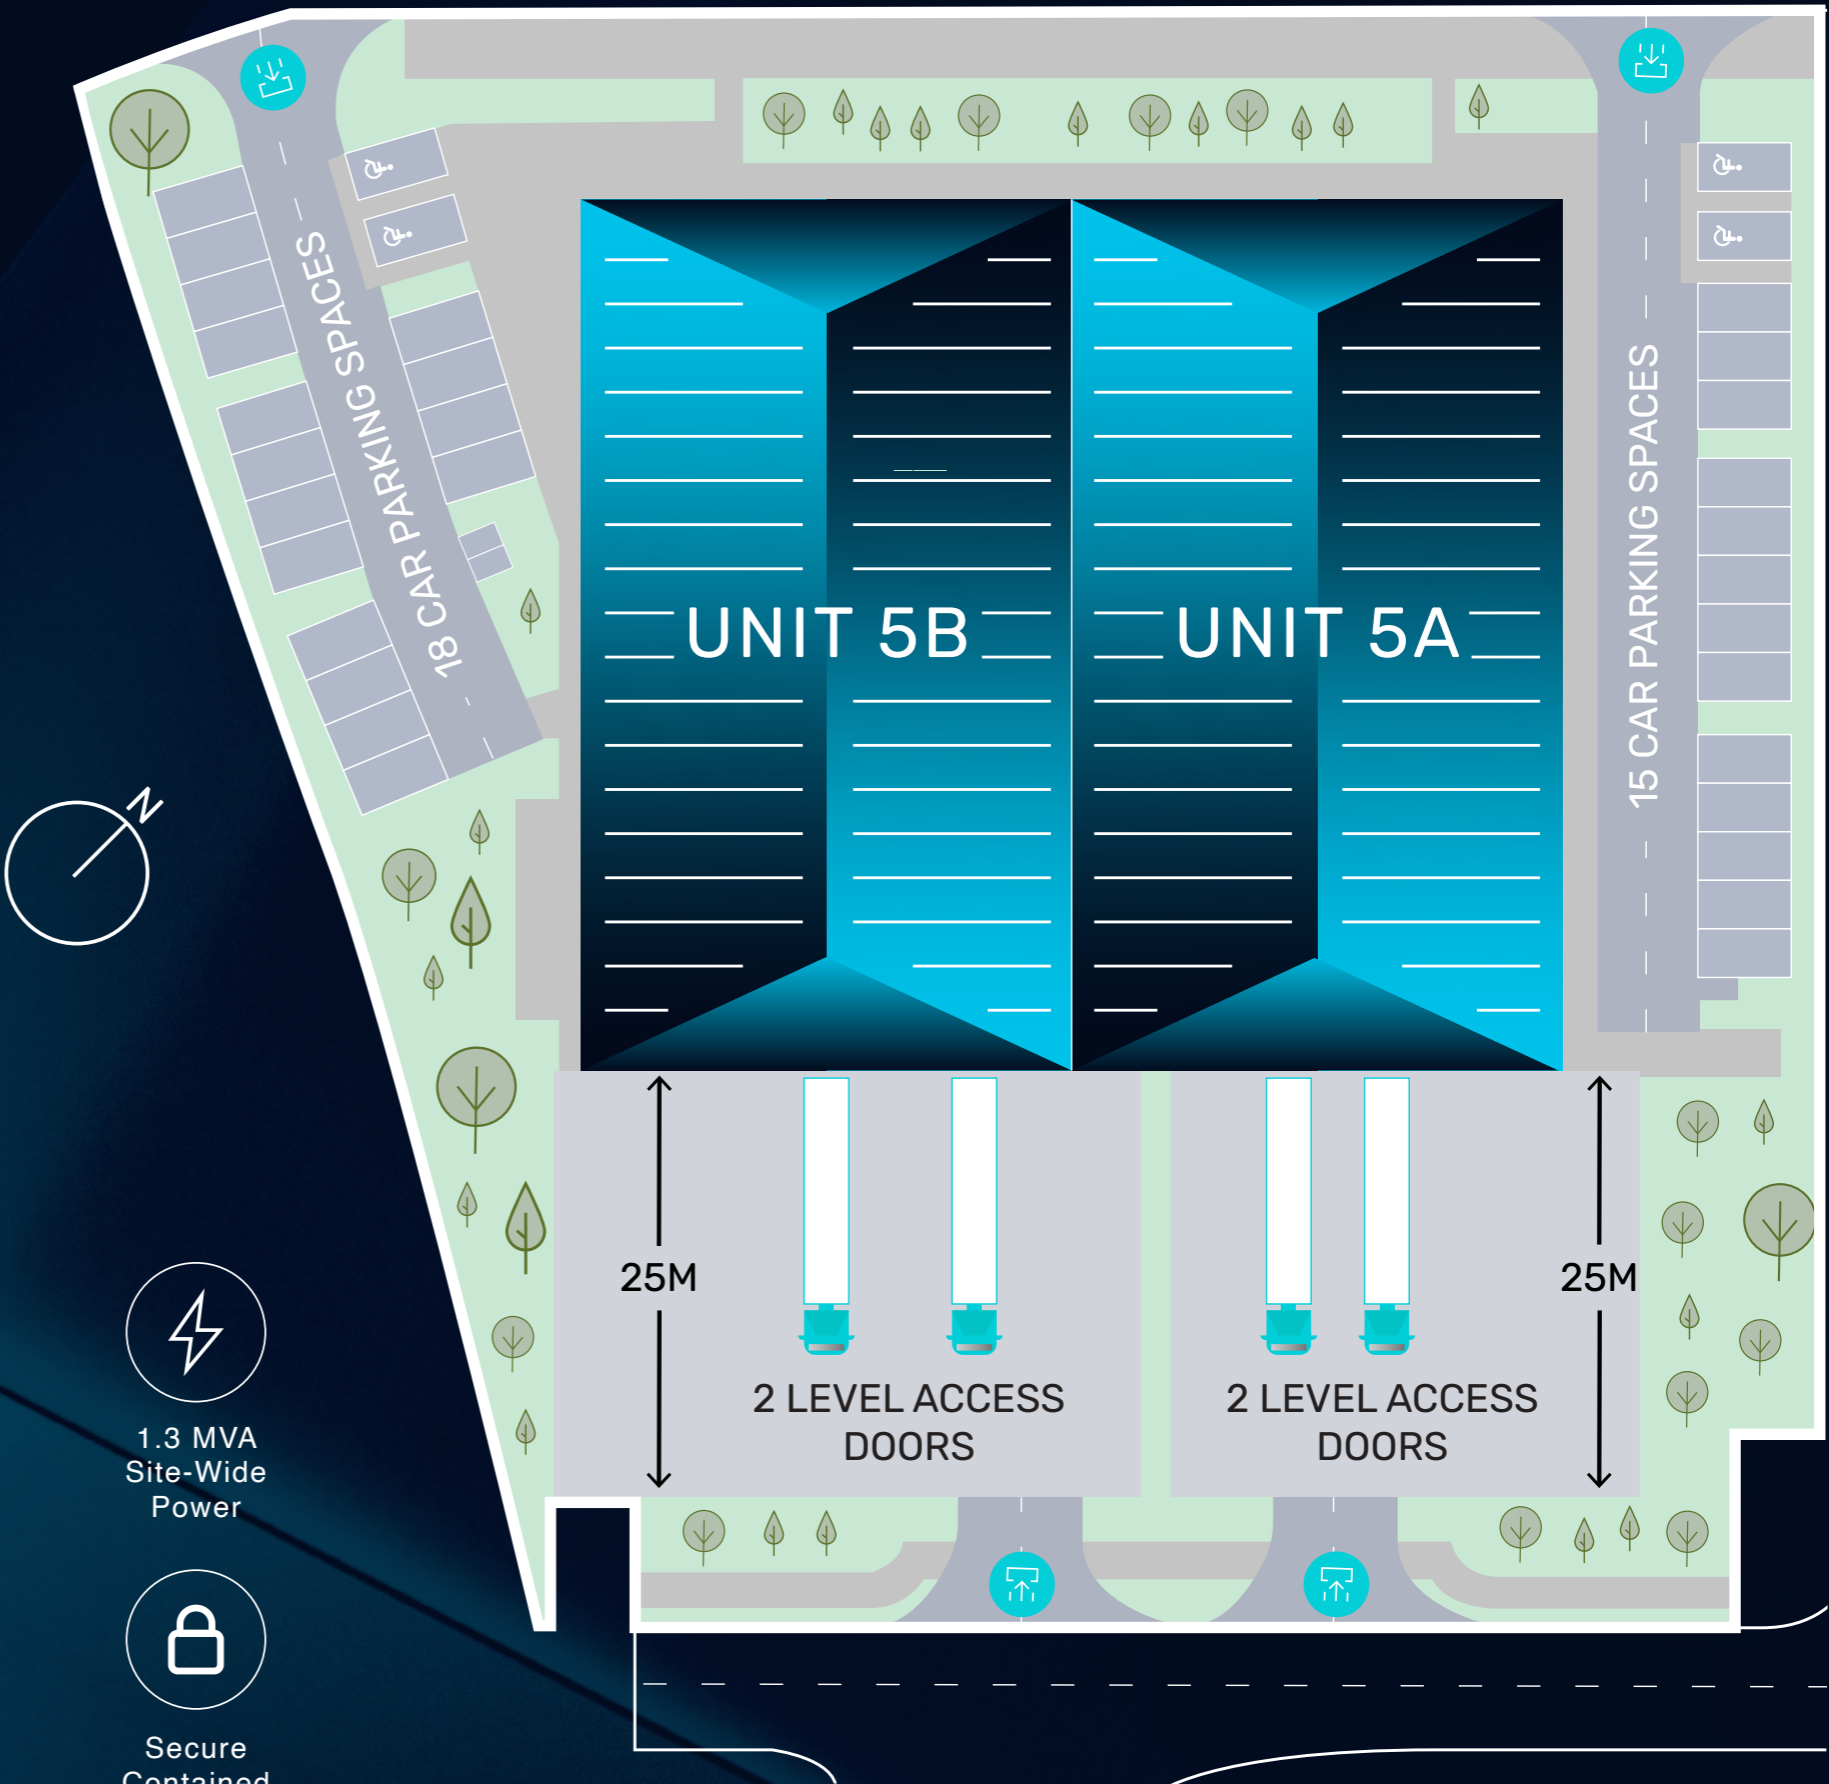 18 CAR PARKING SPACES
15 CAR PARKING SPACES
UNIT 5B
UNIT 5A
N
25M
25M
2 LEVEL ACCESS
DOORS
2 LEVEL ACCESS
DOORS
1.3 MVA
Site-Wide
Power
Secure
Contained